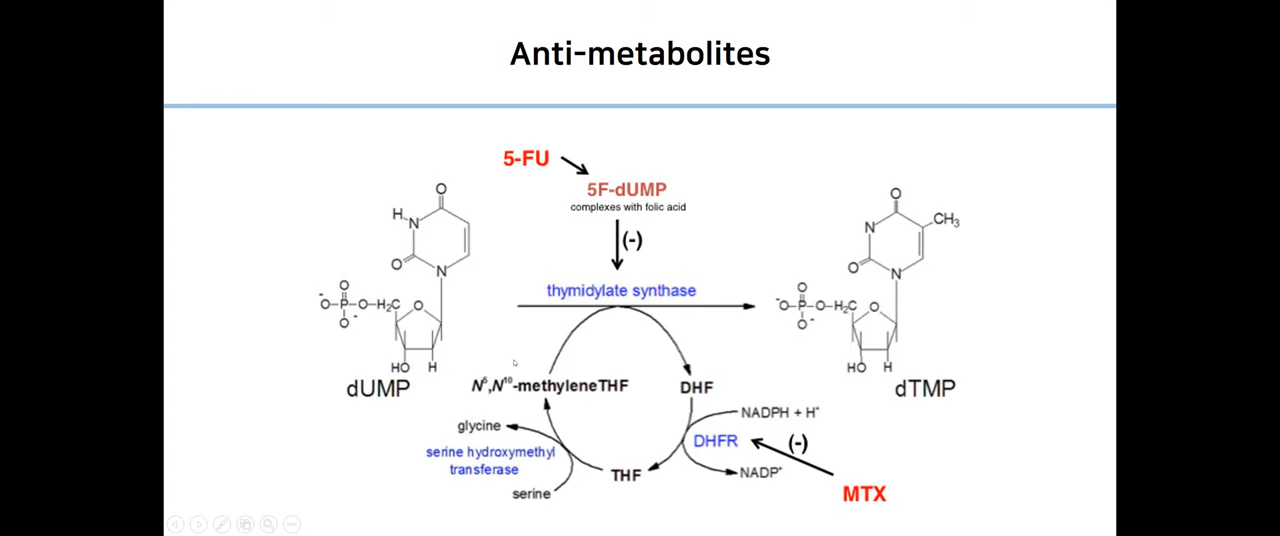 Anti-metabolites
5-FU
5F-dUMP
complexes with folic acid
(-)
thymidylate synthase
O
H
N
O
N
O
-O-P-O-H₂C
O
O-
HO
H
dUMP
O
CH₃
N
O
N
O
-O-P-O-H₂C
O
O-
HO
H
dTMP
N⁵,N¹⁰-methyleneTHF
DHF
glycine
NADPH + H⁺
serine hydroxymethyl
transferase
DHFR
(-)
THF
NADP⁺
serine
MTX